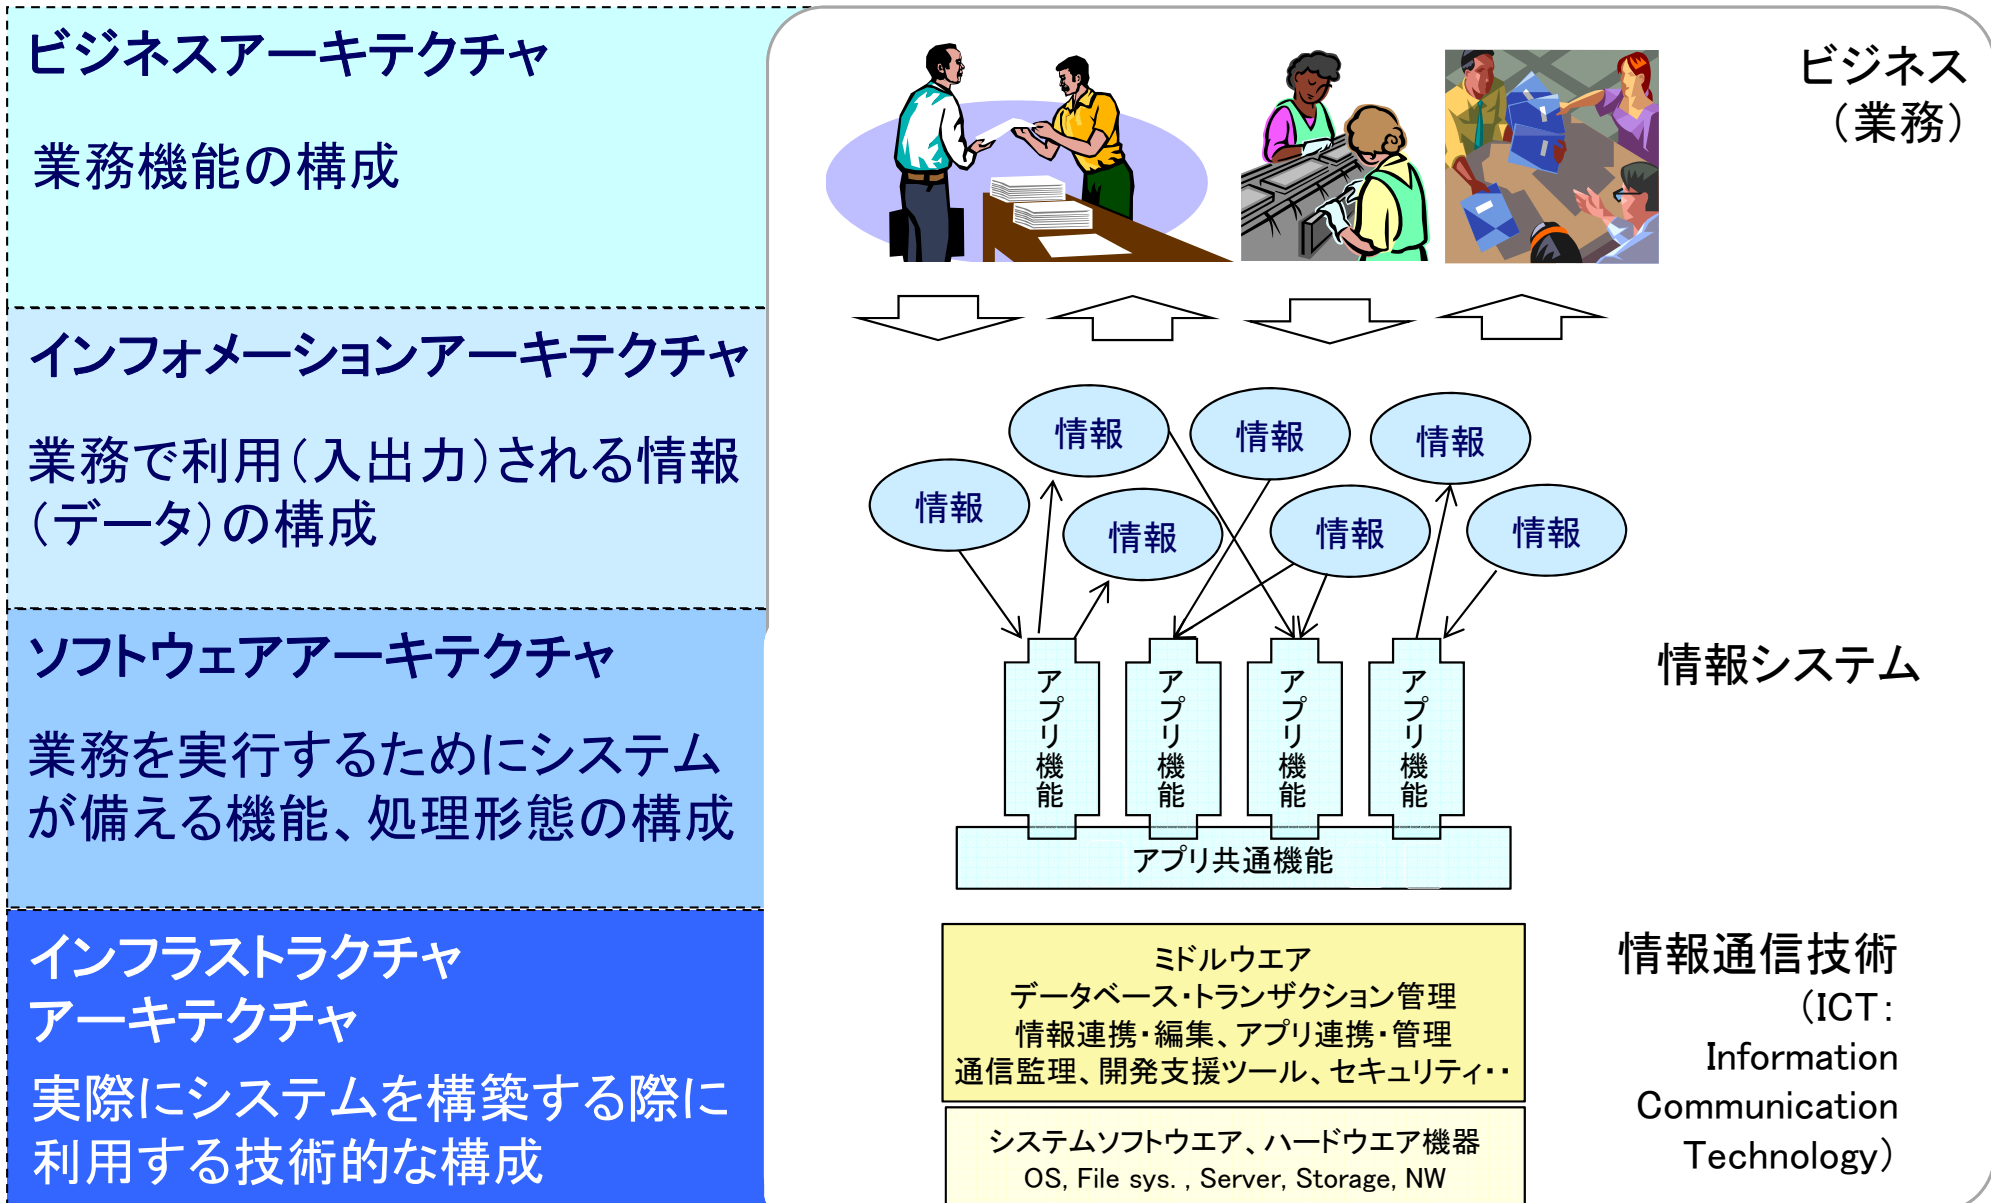 ビジネスアーキテクチャ
業務機能の構成
インフォメーションアーキテクチャ
業務で利用(入出力)される情報
(データ)の構成
ソフトウェアアーキテクチャ
業務を実行するためにシステム
が備える機能、処理形態の構成
インフラストラクチャ
アーキテクチャ
実際にシステムを構築する際に
利用する技術的な構成
ビジネス
(業務)
情報
情報
情報
情報
情報
情報
情報
情報システム
アプリ機能
アプリ機能
アプリ機能
アプリ機能
アプリ共通機能
ミドルウエア
データベース・トランザクション管理
情報連携・編集、アプリ連携・管理
通信監理、開発支援ツール、セキュリティ・・
システムソフトウエア、ハードウエア機器
OS, File sys. , Server, Storage, NW
情報通信技術
(ICT:
Information
Communication
Technology)